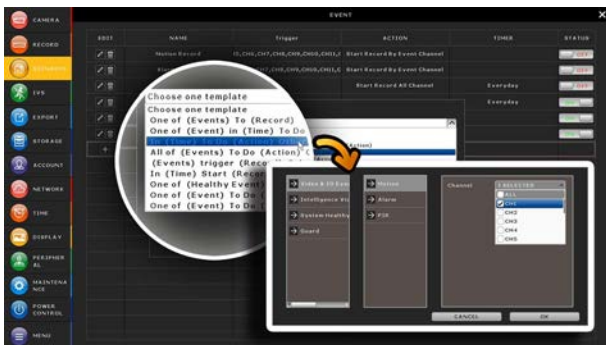 EVENT
X
CAMERA
RECORD
IVS
EXPORT
STORAGE
ACCOUNT
NETWORK
TIME
DISPLAY
PERIPHER
AL
MAINTENA
NCE
POWER
CONTROL
MENU
EDIT NAME Trigger ACTION TIMER STATUS
Motion Record Start Record By Event Channel OFF
Start Record By Event Channel OFF
Start Record All Channel Everyday OFF
Everyday
Choose one template
Choose one template
One of (Events) To (Record)
One of (Event) in (Time) To Do
In (Time) To Do (Action)
All of (Events) To Do (Action)
(Events) trigger
In (Time) Start
One of (Healthy Event)
One of (Event) To Do
One of (Event) To Do
Action)
Video & IO Motion Channel 1 SELECTED
Intelligence Alarm ALL
System Healthy PIR CH1
Guard CH2
CH3
CH4
CH5
CANCEL OK